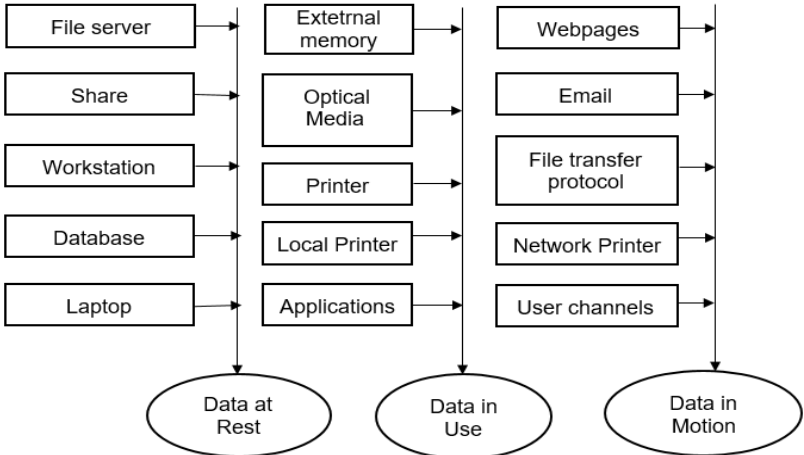 File server
Share
Workstation
Database
Laptop
Data at
Rest
Extetrnal
memory
Optical
Media
Printer
Local Printer
Applications
Data in
Use
Webpages
Email
File transfer
protocol
Network Printer
User channels
Data in
Motion